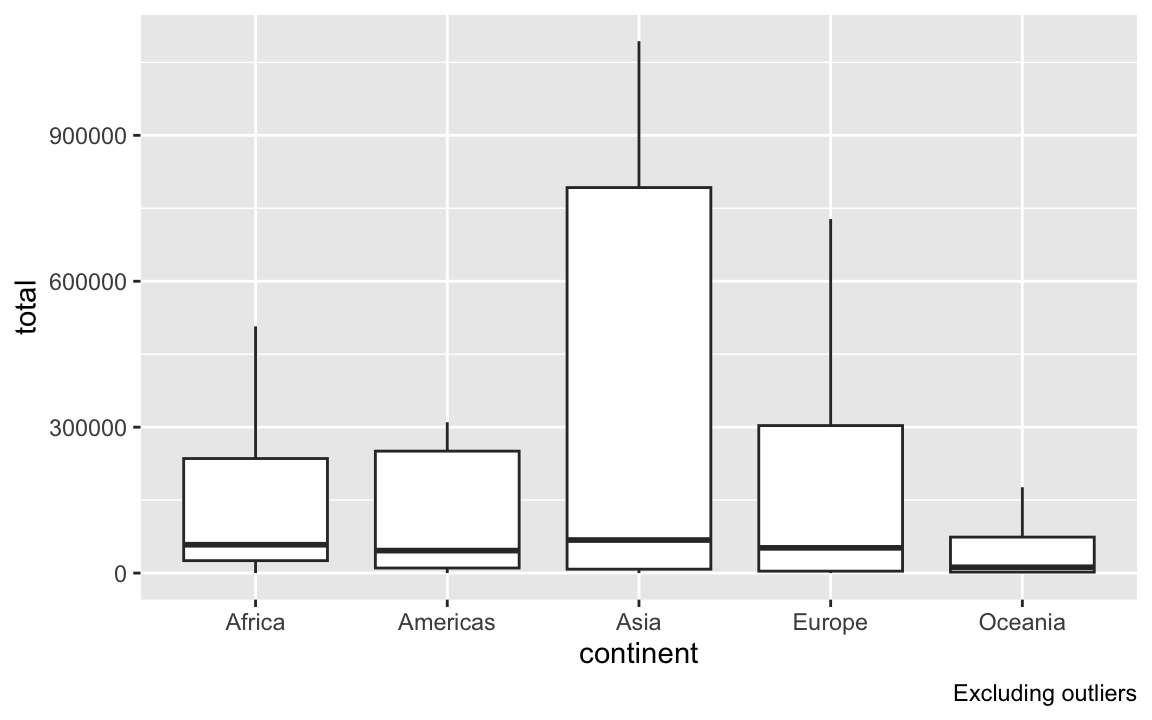 900000
600000
300000
0
total
Africa Americas Asia Europe Oceania
continent
Excluding outliers